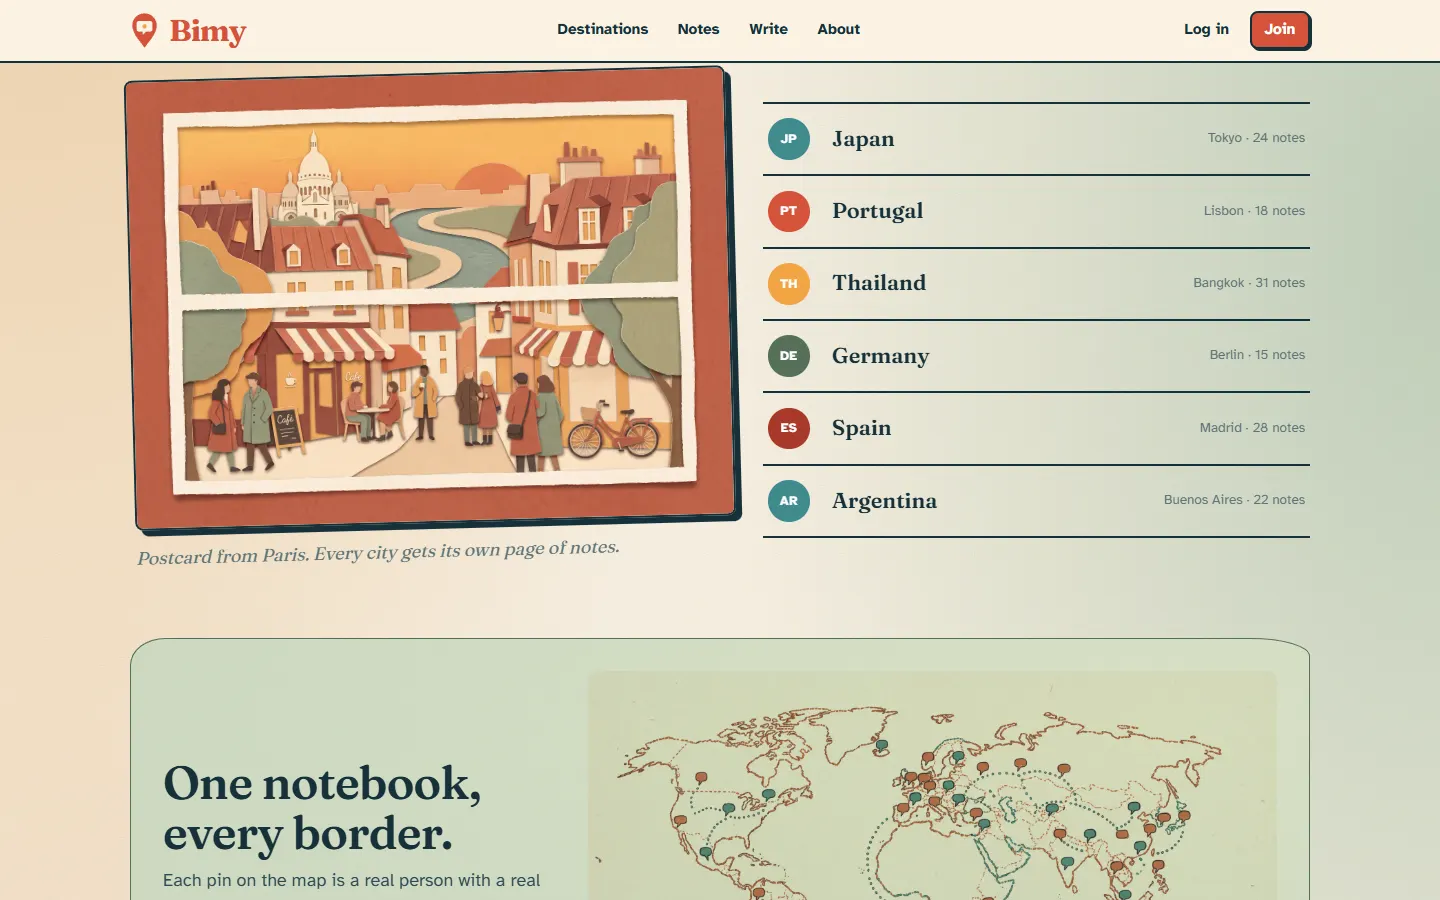 Bimy
Destinations
Notes
Write
About
Log in
Join
Café
Café
Postcard from Paris. Every city gets its own page of notes.
JP
Japan
Tokyo · 24 notes
PT
Portugal
Lisbon · 18 notes
TH
Thailand
Bangkok · 31 notes
DE
Germany
Berlin · 15 notes
ES
Spain
Madrid · 28 notes
AR
Argentina
Buenos Aires · 22 notes
One notebook,
every border.
Each pin on the map is a real person with a real